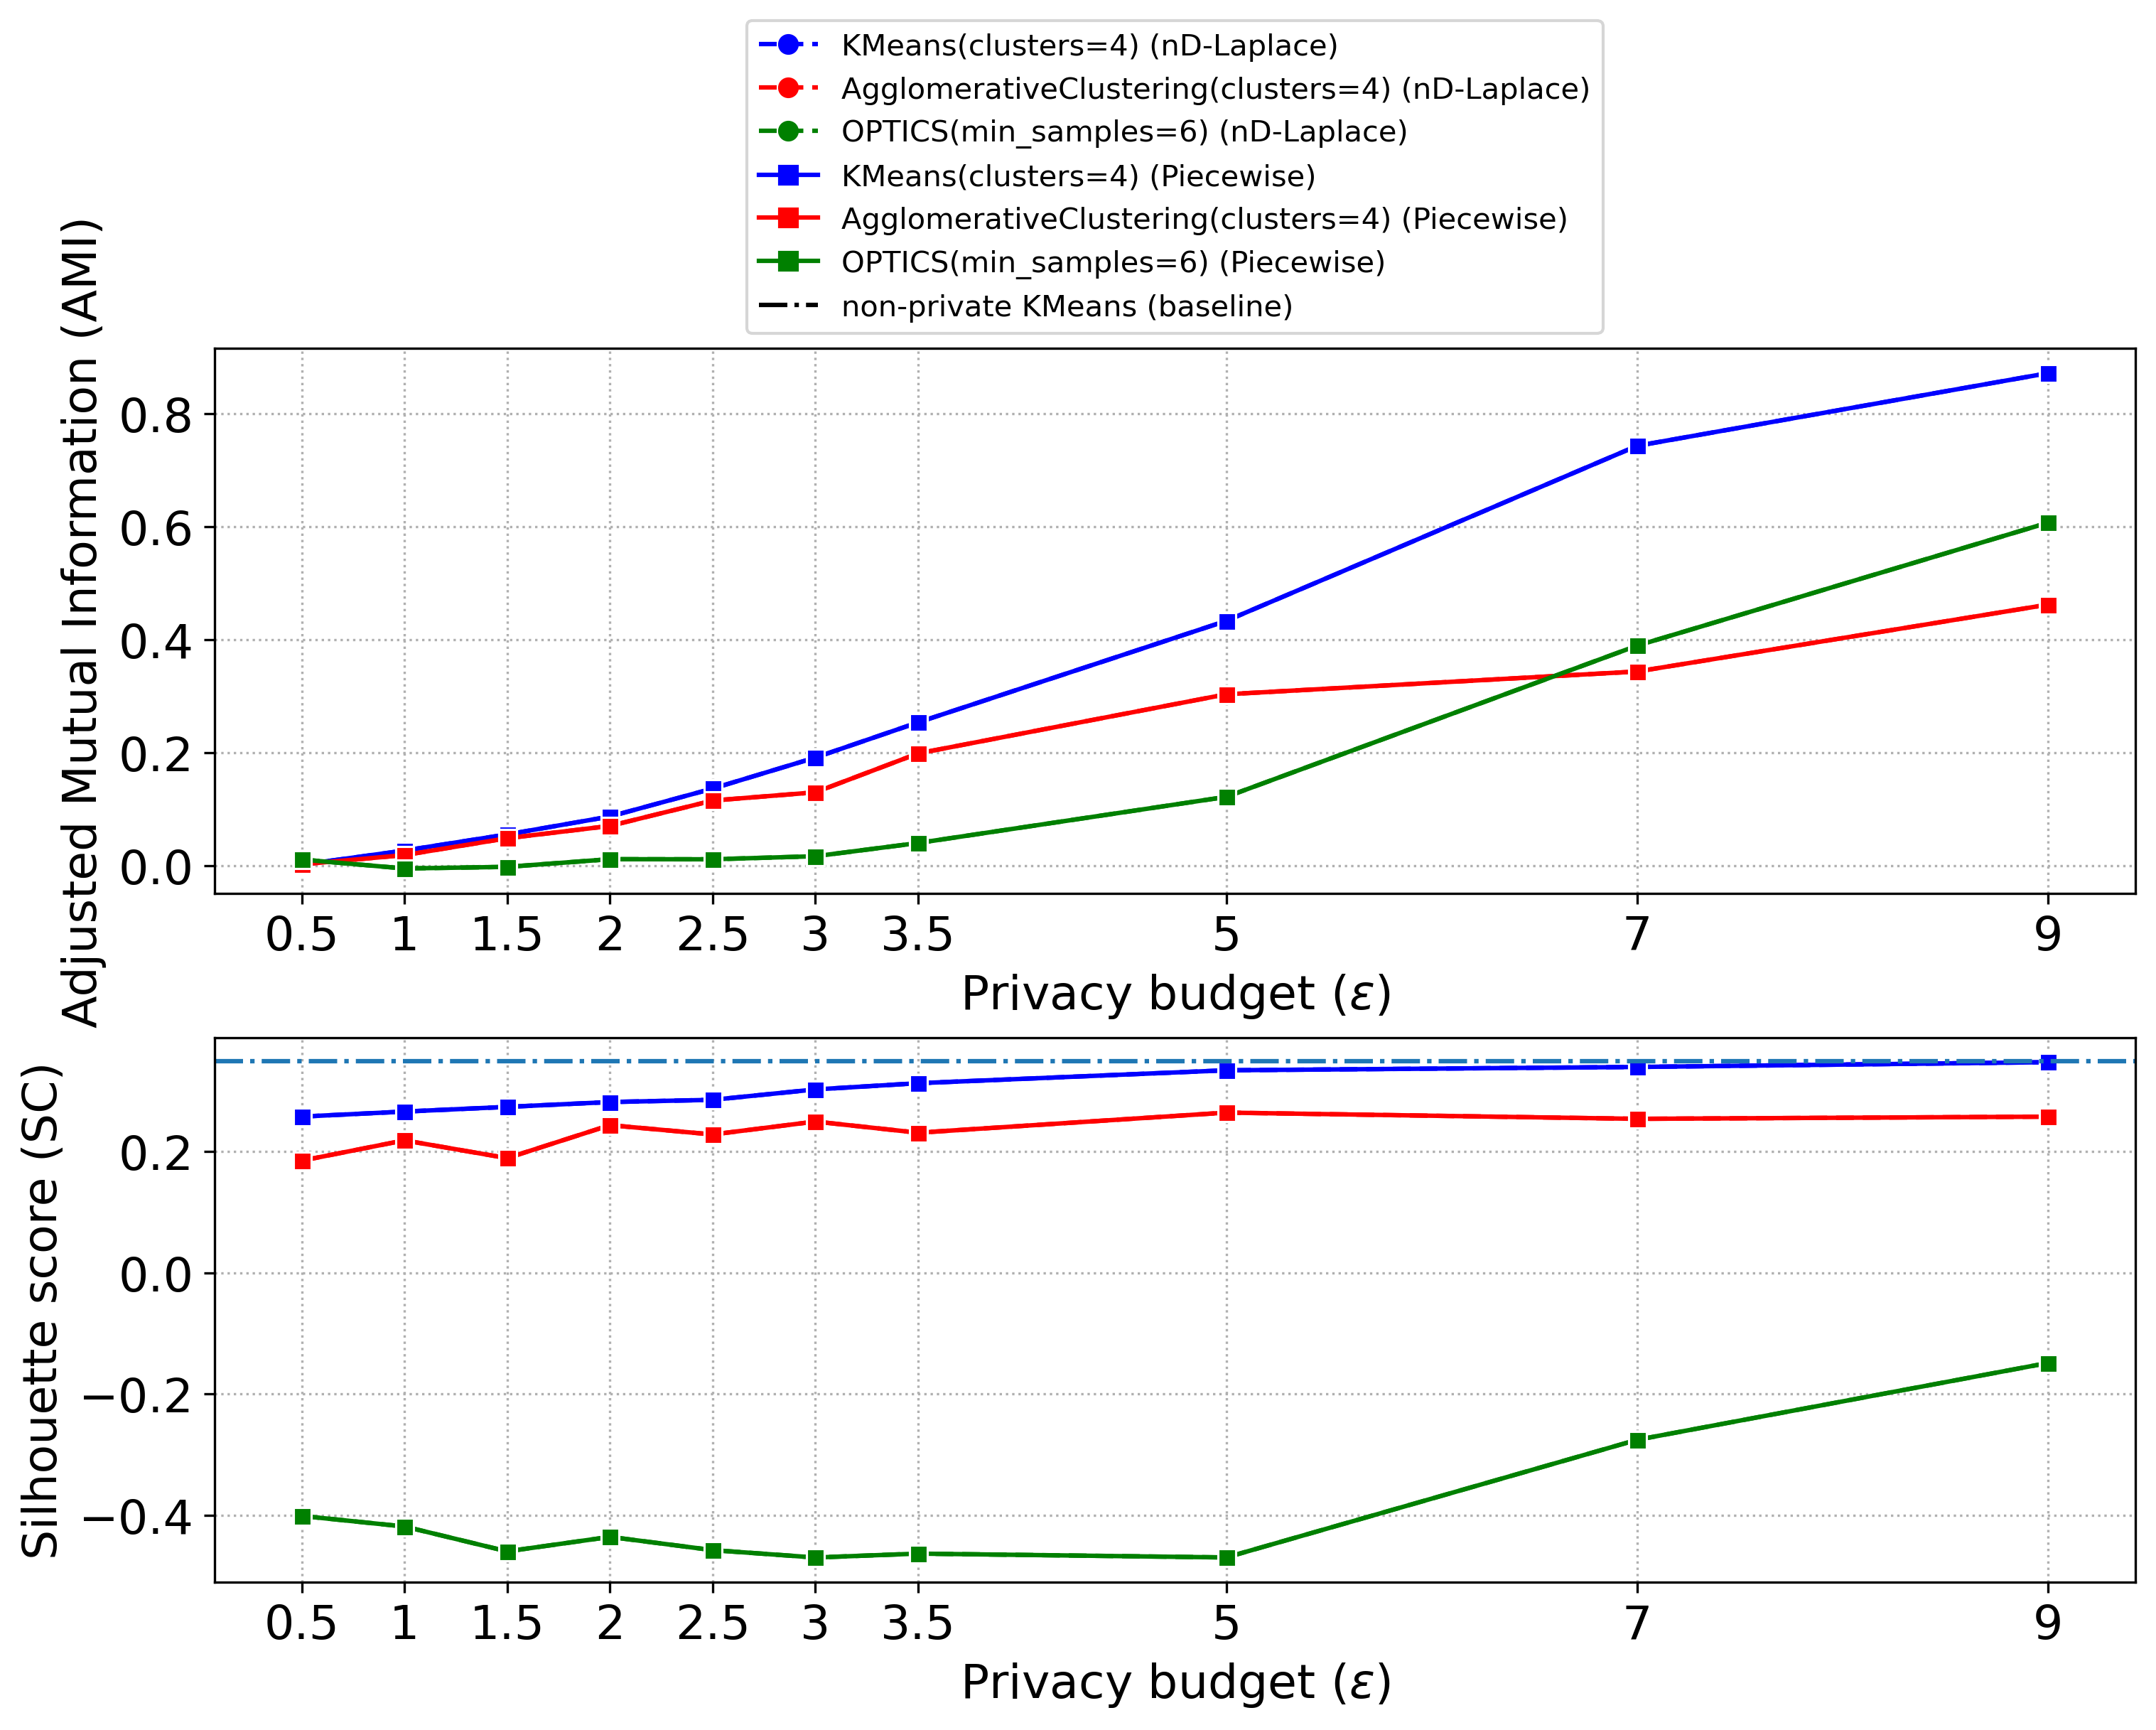 KMeans(clusters=4) (nD-Laplace)
AgglomerativeClustering(clusters=4) (nD-Laplace)
OPTICS(min_samples=6) (nD-Laplace)
KMeans(clusters=4) (Piecewise)
AgglomerativeClustering(clusters=4) (Piecewise)
OPTICS(min_samples=6) (Piecewise)
non-private KMeans (baseline)
Adjusted Mutual Information (AMI)
0.8
0.6
0.4
0.2
0.0
0.5 1 1.5 2 2.5 3 3.5 5 7 9
Privacy budget (ε)
Silhouette score (SC)
0.2
0.0
−0.2
−0.4
0.5 1 1.5 2 2.5 3 3.5 5 7 9
Privacy budget (ε)